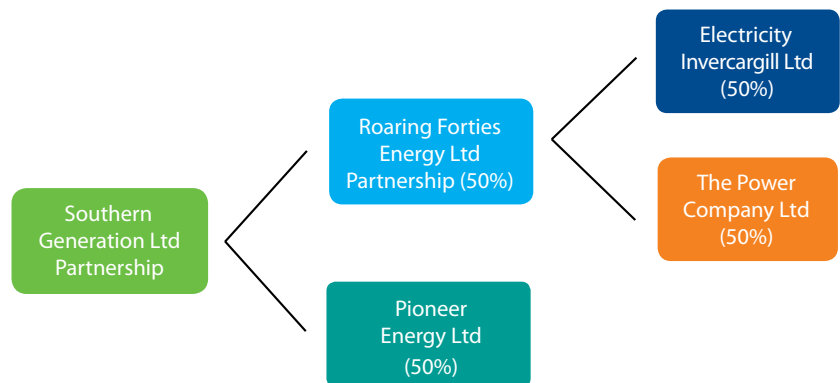 Southern
Generation Ltd
Partnership
Roaring Forties
Energy Ltd
Partnership (50%)
Pioneer
Energy Ltd
(50%)
Electricity
Invercargill Ltd
(50%)
The Power
Company Ltd
(50%)